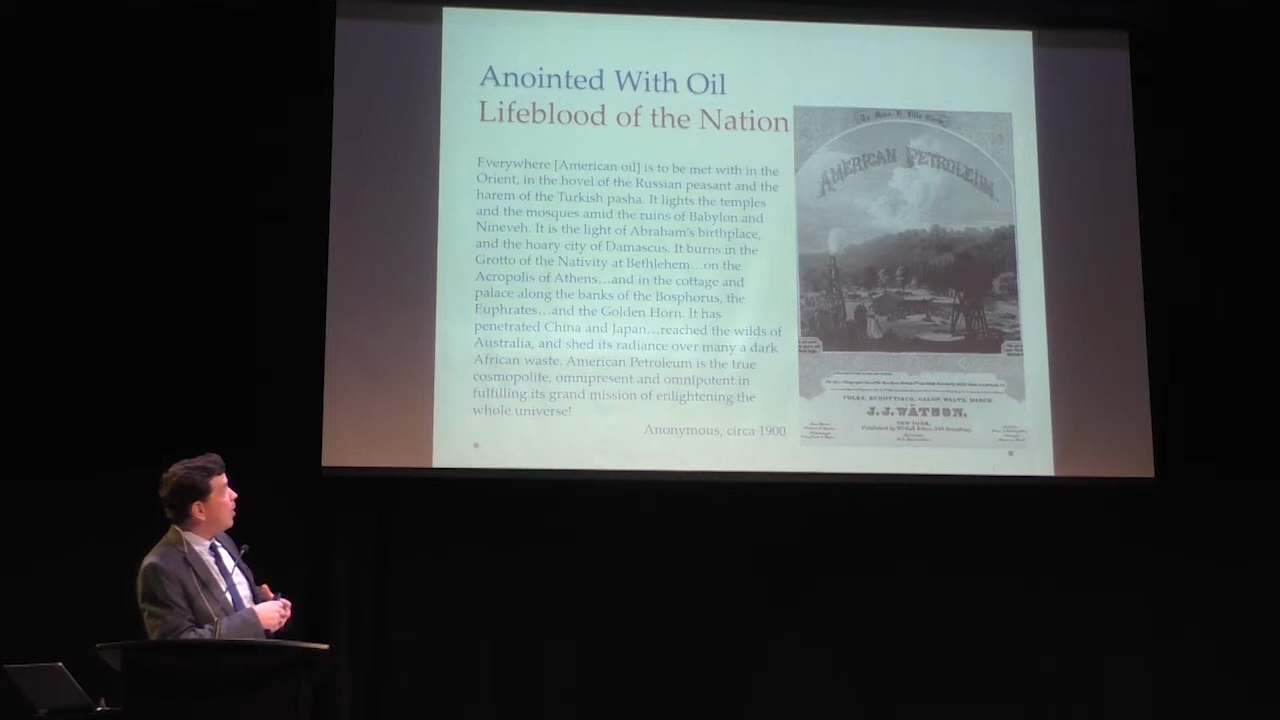 Anointed With Oil
Lifeblood of the Nation
Everywhere [American oil] is to be met with in the
Orient, in the hovel of the Russian peasant and the
harem of the Turkish pasha. It lights the temples
and the mosques amid the ruins of Babylon and
Nineveh. It is the light of Abraham's birthplace,
and the hoary city of Damascus. It burns in the
Grotto of the Nativity at Bethlehem…on the
Acropolis of Athens…and in the cottage and
palace along the banks of the Bosphorus, the
Euphrates…and the Golden Horn. It has
penetrated China and Japan…reached the wilds of
Australia, and shed its radiance over many a dark
African waste. American Petroleum is the true
cosmopolite, omnipresent and omnipotent in
fulfilling its grand mission of enlightening the
whole universe!
Anonymous, circa 1900
AMERICAN PETROLEUM
POLKA, SCHOTTISCH, GALOP, WALTZ, MARCH
BY
J. J. WATSON.
NEW YORK,